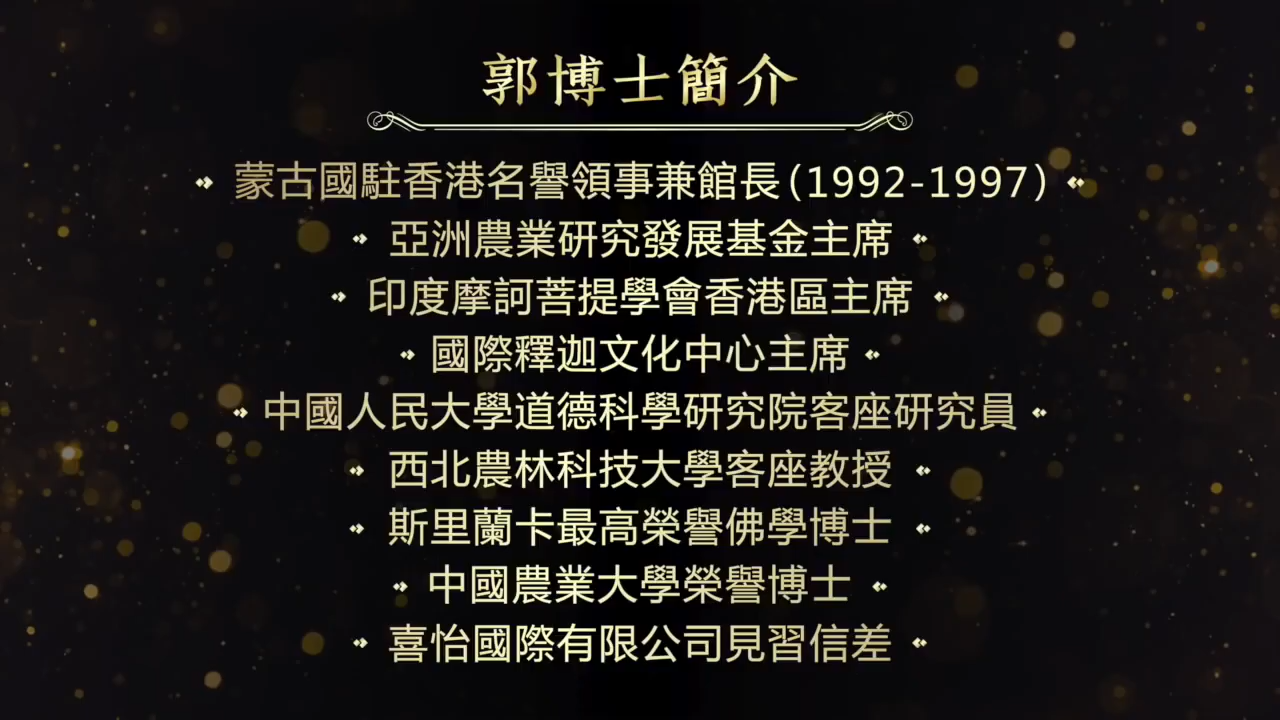 郭博士簡介
蒙古國駐香港名譽領事兼館長(1992-1997)
亞洲農業研究發展基金主席
印度摩訶菩提學會香港區主席
國際釋迦文化中心主席
中國人民大學道德科學研究院客座研究員
西北農林科技大學客座教授
斯里蘭卡最高榮譽佛學博士
中國農業大學榮譽博士
喜怡國際有限公司見習信差